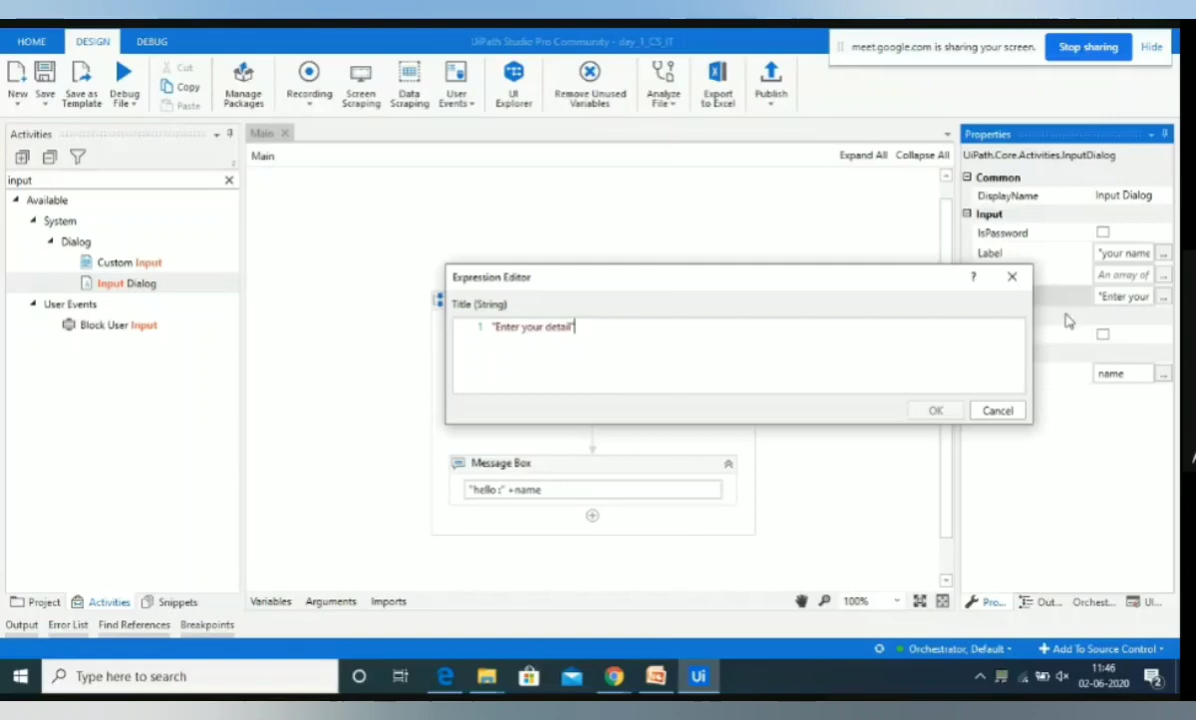 HOME DESIGN DEBUG
UiPath Studio Pro Community - day_1_CS_IT
meet.google.com is sharing your screen. Stop sharing Hide
New Save Save as Template Debug File Cut Copy Paste Manage Packages Recording Screen Scraping Data Scraping User Events UI Explorer Remove Unused Variables Analyze File Export to Excel Publish
Activities
Main
Properties
Main
Expand All Collapse All
UiPath.Core.Activities.InputDialog
input
Common
DisplayName Input Dialog
Available
Input
System
IsPassword
Dialog
Label "your name ...
Custom Input
An array of ...
Input Dialog
"Enter your ...
User Events
Block User Input
name ...
Expression Editor ?
Title (String)
1 "Enter your detail"
OK Cancel
Message Box
"hello :" +name
Project Activities Snippets
Variables Arguments Imports
100%
Pro... Out... Orchest... UI...
Output Error List Find References Breakpoints
Orchestrator, Default Add To Source Control
Type here to search
Ui
11:46
02-06-2020
2